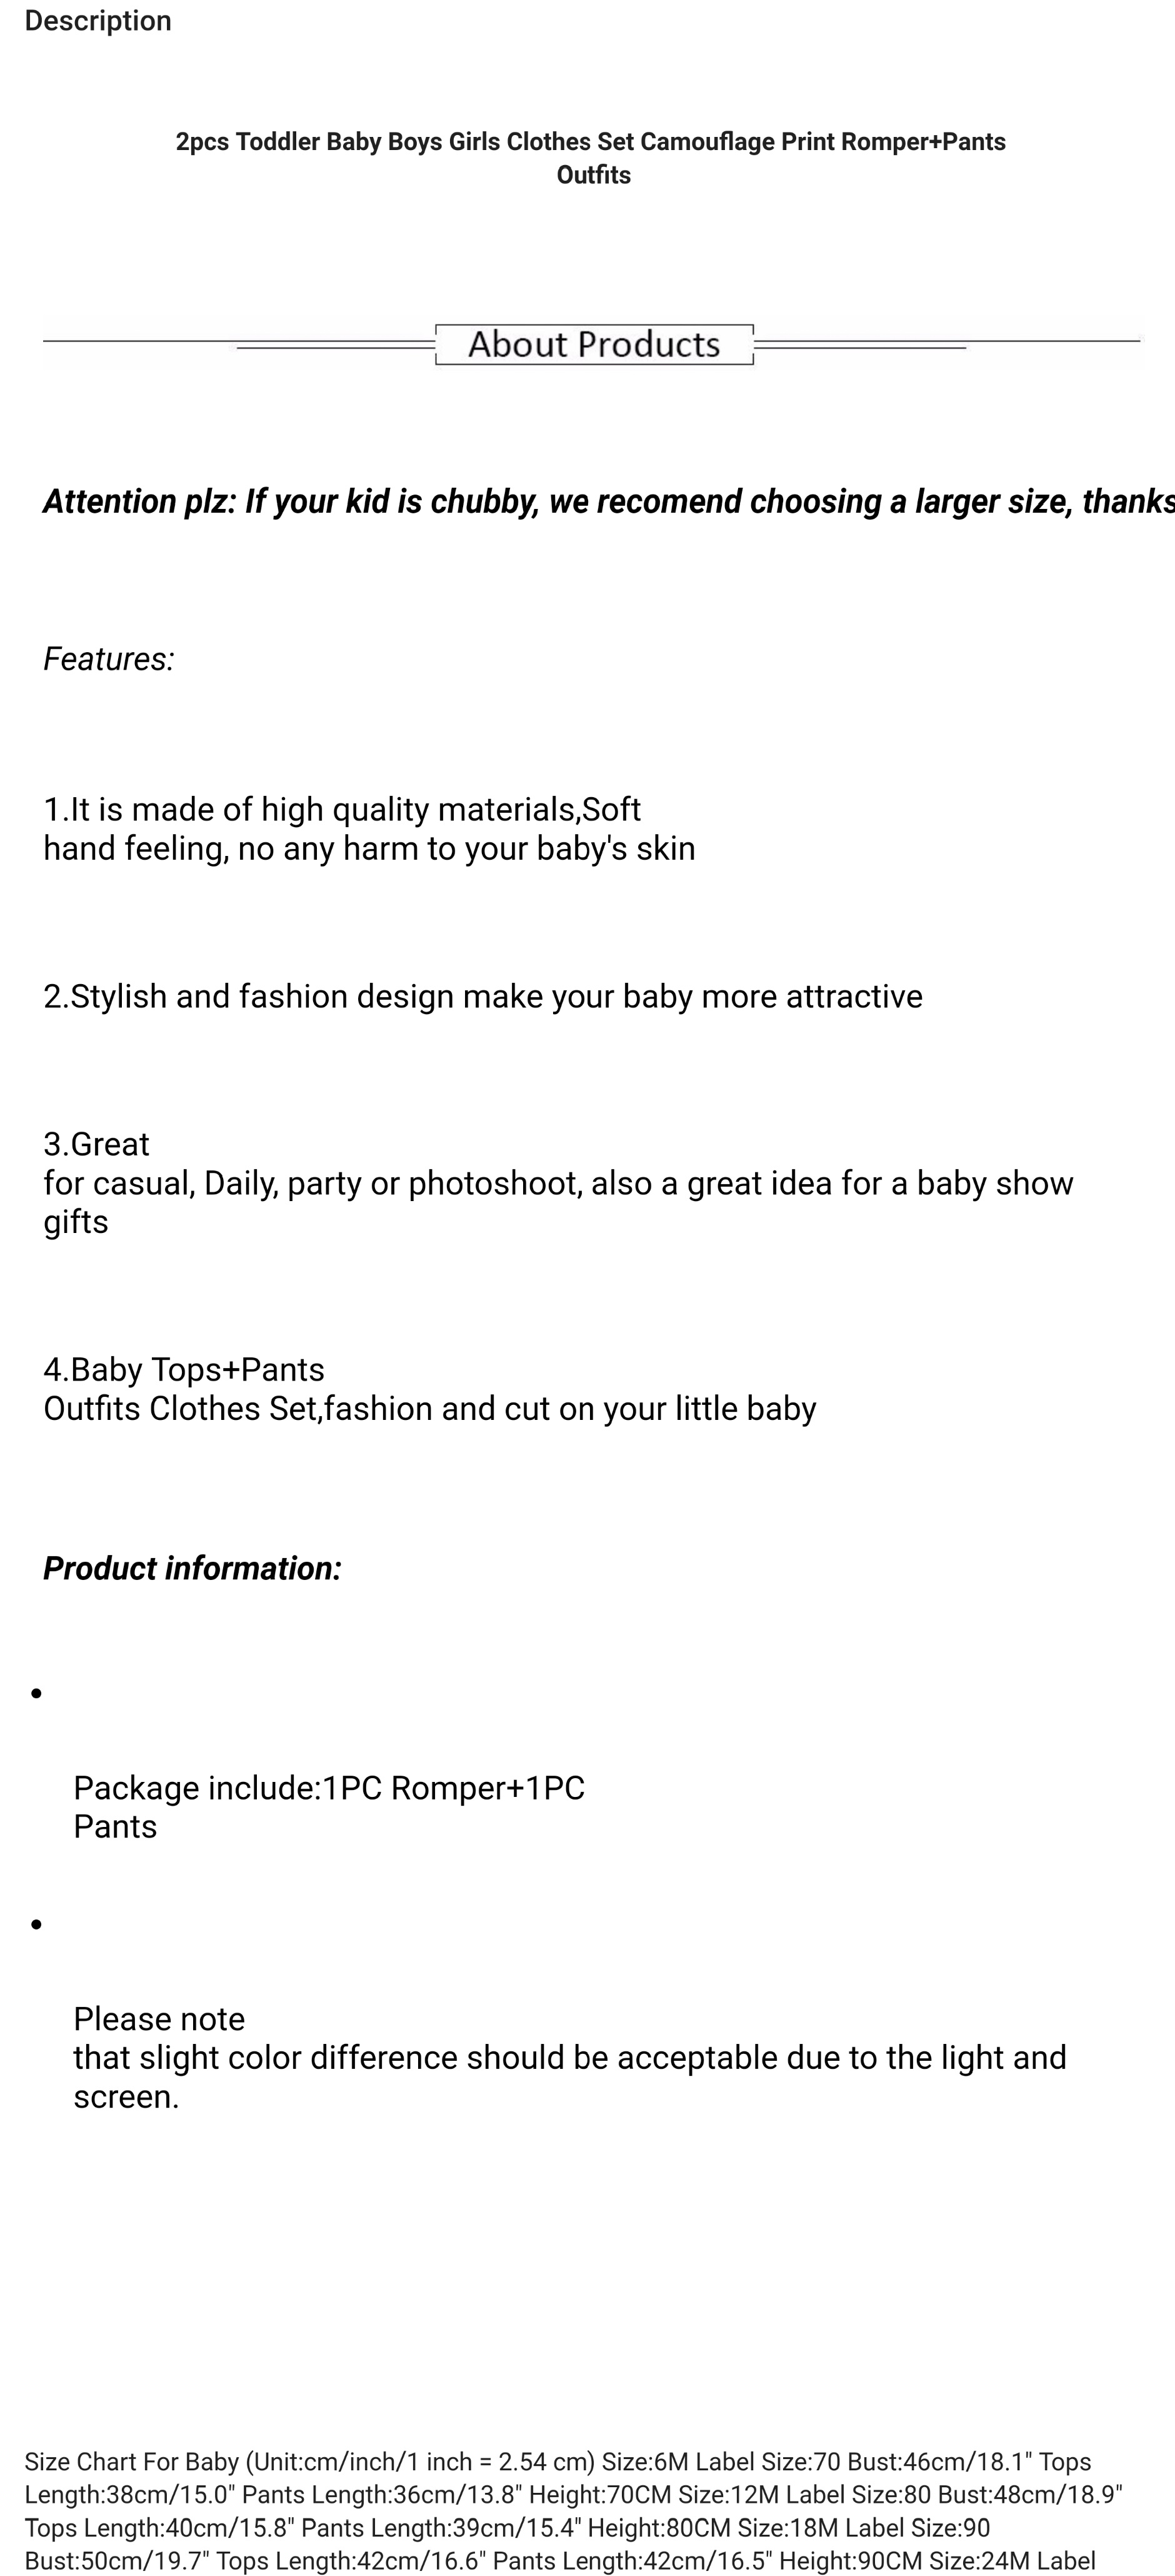 Description
2pcs Toddler Baby Boys Girls Clothes Set Camouflage Print Romper+Pants
Outfits
About Products
Attention plz: If your kid is chubby, we recomend choosing a larger size, thanks
Features:
1.It is made of high quality materials,Soft
hand feeling, no any harm to your baby's skin
2.Stylish and fashion design make your baby more attractive
3.Great
for casual, Daily, party or photoshoot, also a great idea for a baby show
gifts
4.Baby Tops+Pants
Outfits Clothes Set,fashion and cut on your little baby
Product information:
•
Package include:1PC Romper+1PC
Pants
•
Please note
that slight color difference should be acceptable due to the light and
screen.
Size Chart For Baby (Unit:cm/inch/1 inch = 2.54 cm) Size:6M Label Size:70 Bust:46cm/18.1" Tops
Length:38cm/15.0" Pants Length:36cm/13.8" Height:70CM Size:12M Label Size:80 Bust:48cm/18.9"
Tops Length:40cm/15.8" Pants Length:39cm/15.4" Height:80CM Size:18M Label Size:90
Bust:50cm/19.7" Tops Length:42cm/16.6" Pants Length:42cm/16.5" Height:90CM Size:24M Label